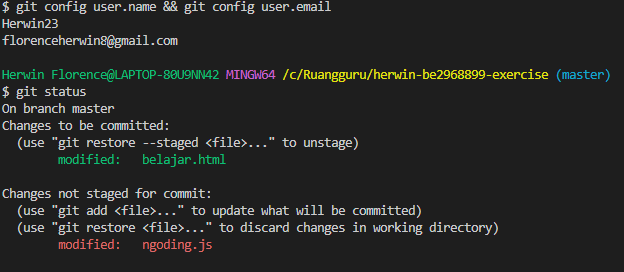 $ git config user.name && git config user.email
Herwin23
florenceherwin8@gmail.com
Herwin Florence@LAPTOP-80U9NN42 MINGW64 /c/Ruangguru/herwin-be2968899-exercise (master)
$ git status
On branch master
Changes to be committed:
  (use "git restore --staged <file>..." to unstage)
        modified:   belajar.html
Changes not staged for commit:
  (use "git add <file>..." to update what will be committed)
  (use "git restore <file>..." to discard changes in working directory)
        modified:   ngoding.js